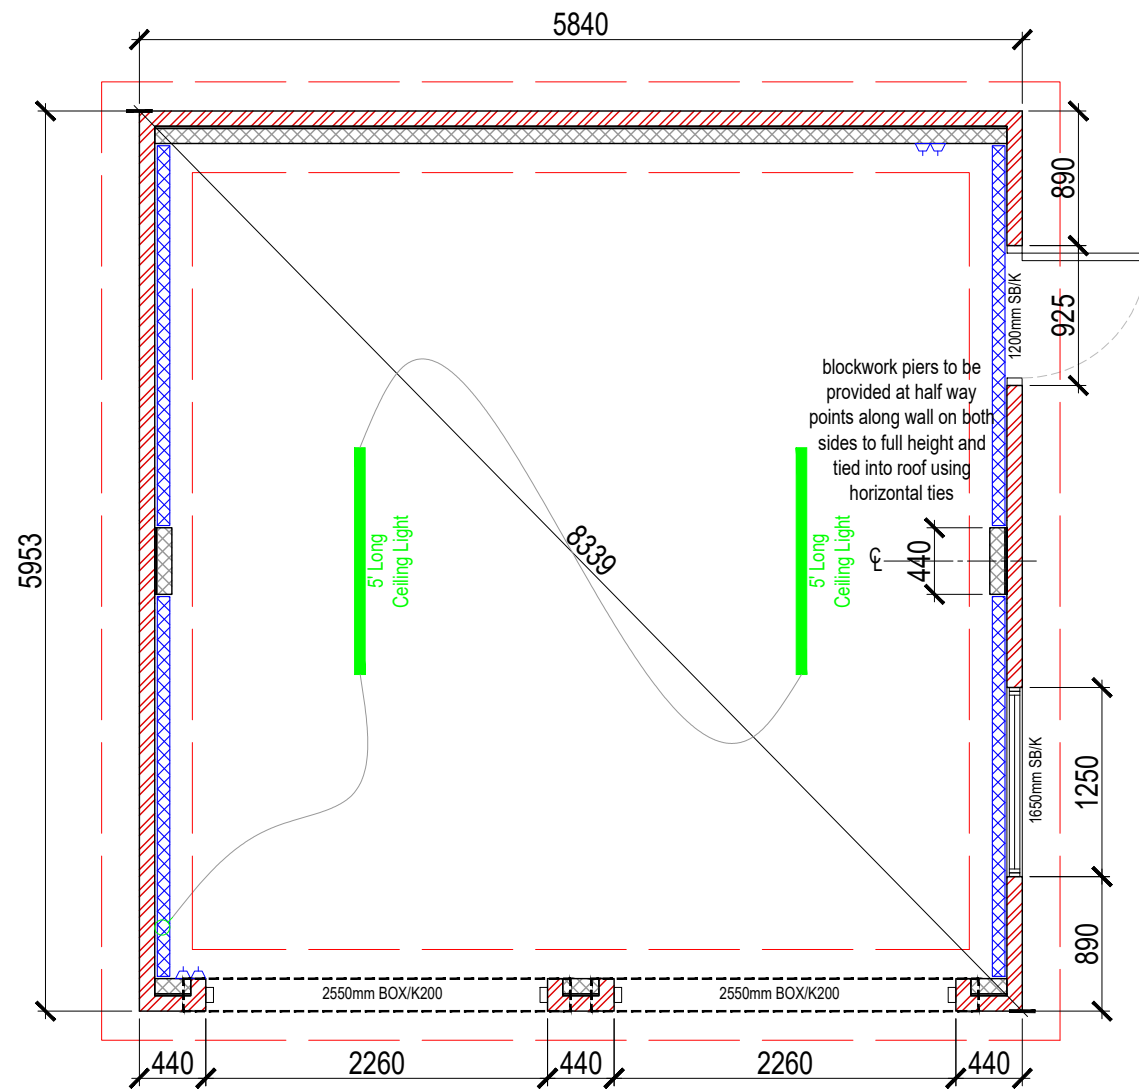 5840
5953
890
925
1200mm SB/K
blockwork piers to be
provided at half way
points along wall on both
sides to full height and
tied into roof using
horizontal ties
8339
5' Long
Ceiling Light
5' Long
Ceiling Light
℄
440
1250
1650mm SB/K
890
2550mm BOX/K200
2550mm BOX/K200
440
2260
440
2260
440